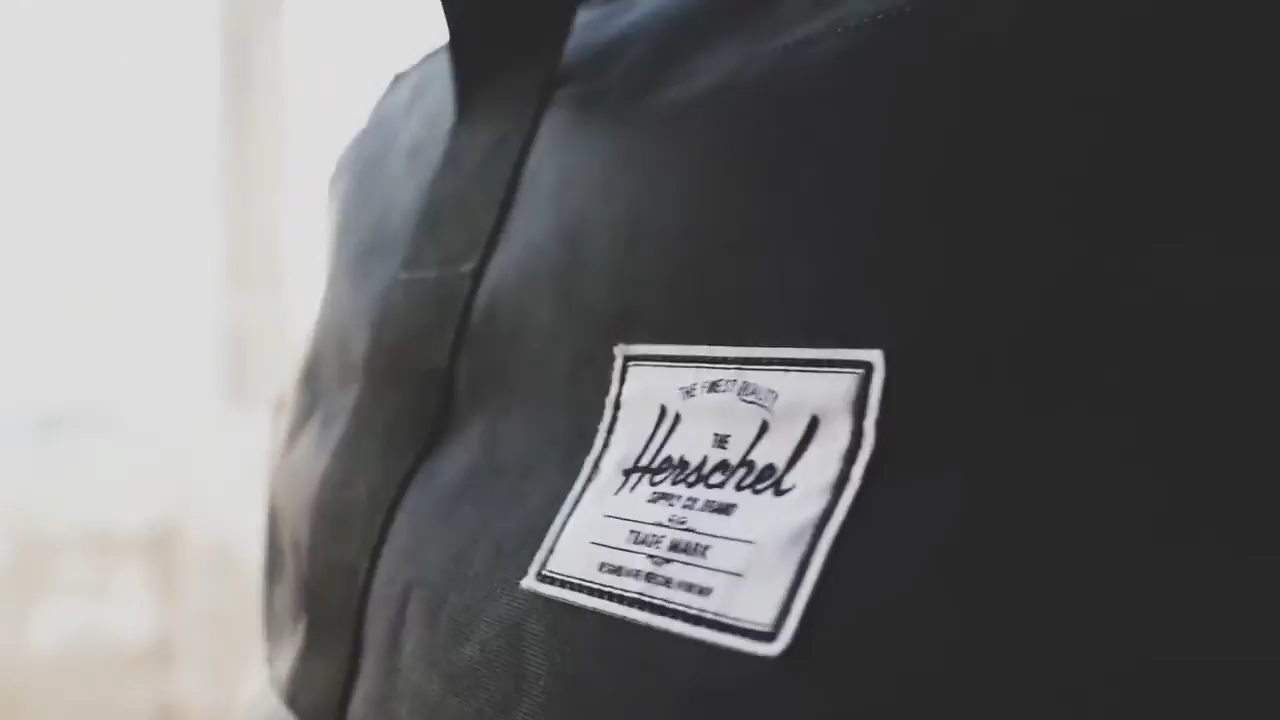 THE FINEST QUALITY
THE
Herschel
SUPPLY CO. BRAND
TRADE MARK